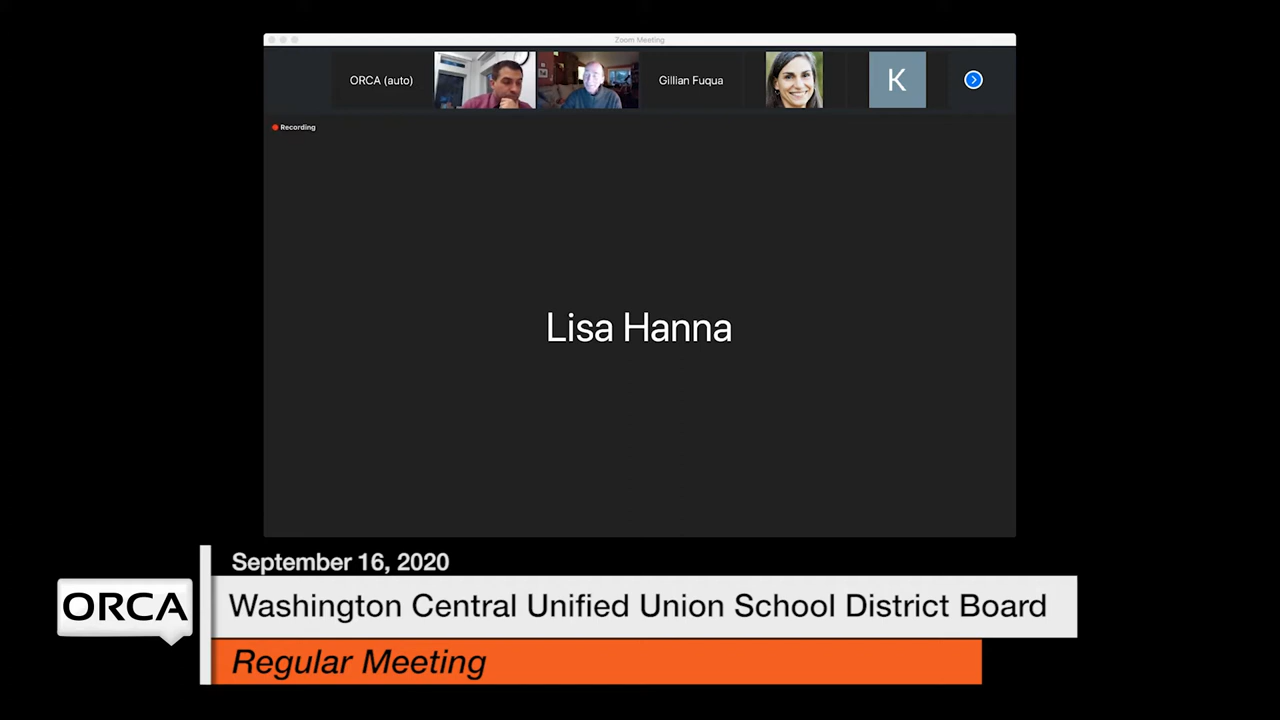 Zoom Meeting
ORCA (auto)
Gillian Fuqua
K
Recording
Lisa Hanna
September 16, 2020
ORCA
Washington Central Unified Union School District Board
Regular Meeting